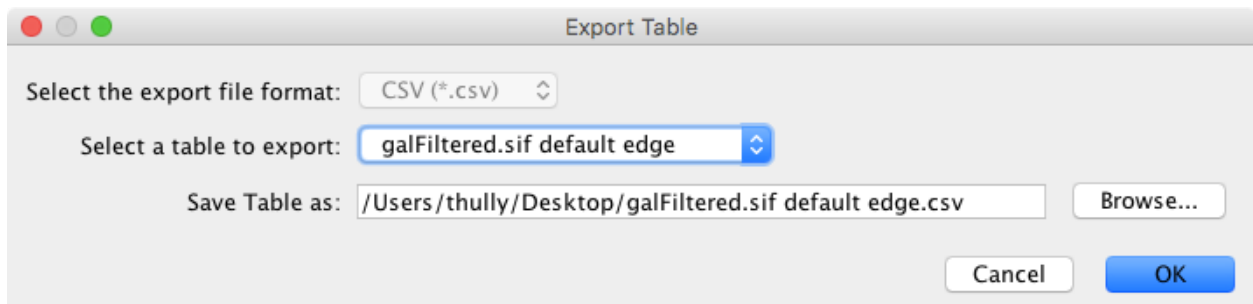 Export Table
Select the export file format: CSV (*.csv)
Select a table to export: galFiltered.sif default edge
Save Table as: /Users/thully/Desktop/galFiltered.sif default edge.csv Browse...
Cancel OK